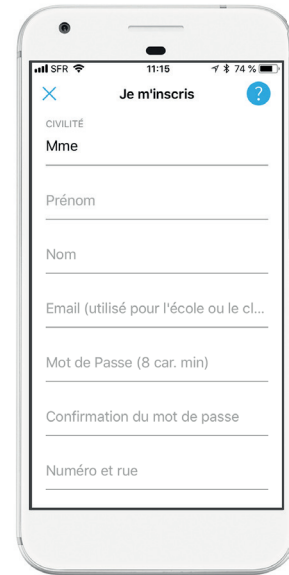 SFR 11:15 74 %
Je m'inscris ?
CIVILITÉ
Mme
Prénom
Nom
Email (utilisé pour l'école ou le cl...
Mot de Passe (8 car. min)
Confirmation du mot de passe
Numéro et rue